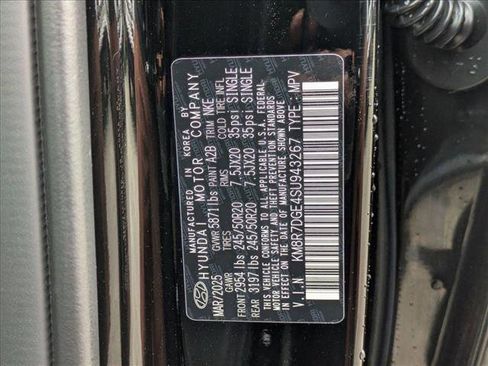 MANUFACTURED IN KOREA BY
HYUNDAI MOTOR COMPANY
MAR/2025 GVWR 5871lbs PAINT A2B TRIM NKE
GAWR TIRES RIMS COLD TIRE INFL
FRONT 2954 lbs 245/50R20 7.5JX20 35psi SINGLE
REAR 3197 lbs 245/50R20 7.5JX20 35psi SINGLE
THIS VEHICLE CONFORMS TO ALL APPLICABLE U.S.A. FEDERAL
MOTOR VEHICLE SAFETY AND THEFT PREVENTION STANDARDS
IN EFFECT ON THE DATE OF MANUFACTURE SHOWN ABOVE.
V.I.N KM8R7DGE4SU943267 TYPE: MPV